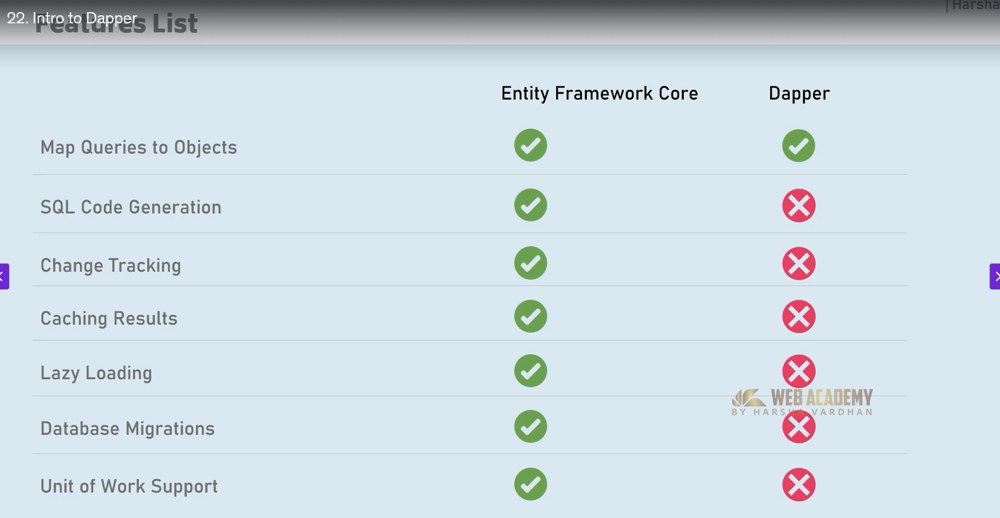 Harsha
22. Intro to Dapper
Features List
Entity Framework Core Dapper
Map Queries to Objects
SQL Code Generation
Change Tracking
Caching Results
Lazy Loading
WEB ACADEMY
BY HARSHA VARDHAN
Database Migrations
Unit of Work Support